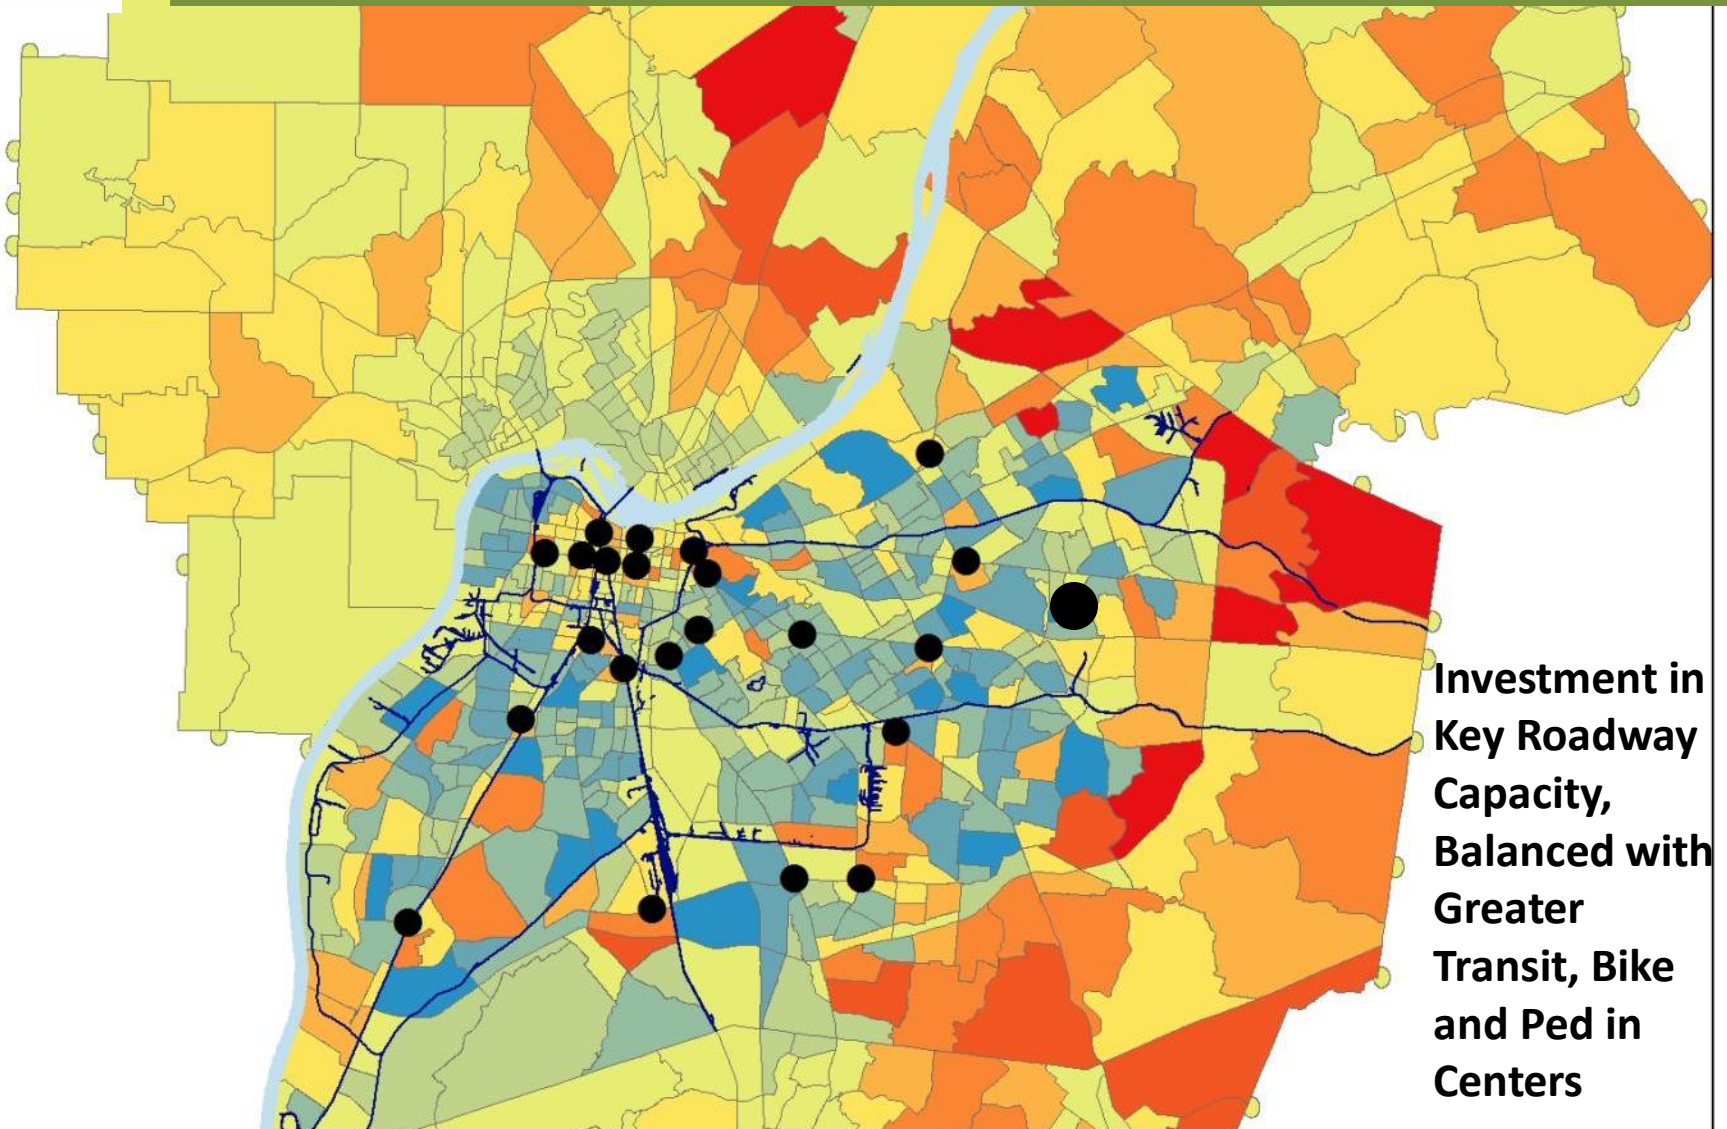 Investment in
Key Roadway
Capacity,
Balanced with
Greater
Transit, Bike
and Ped in
Centers